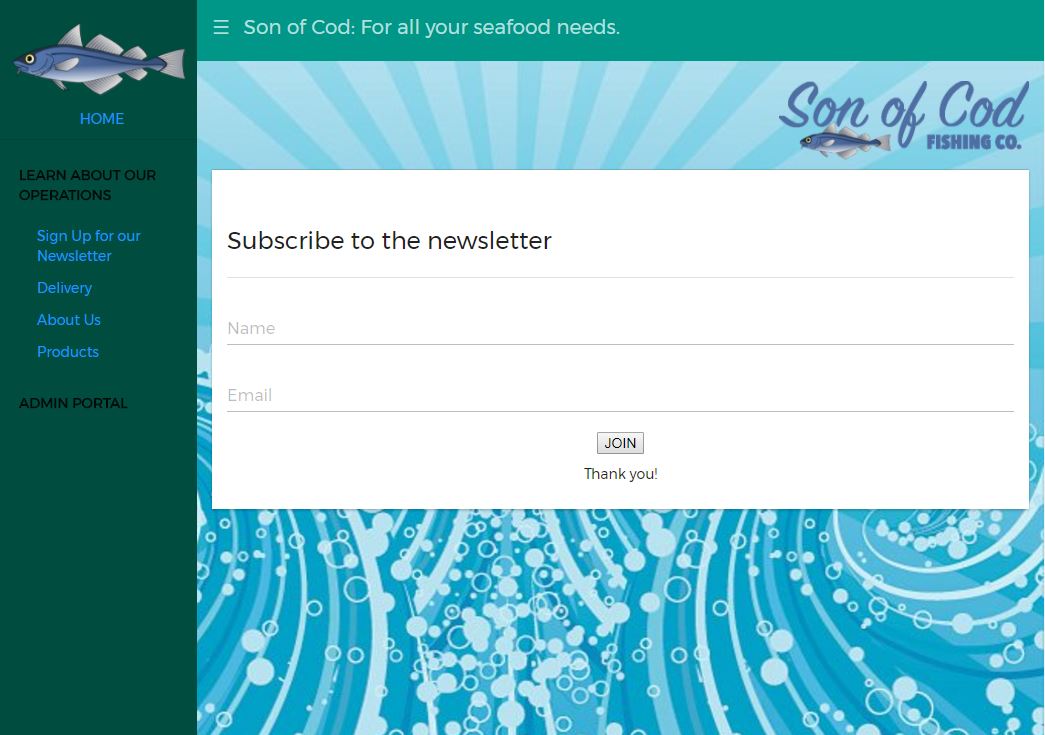 HOME
LEARN ABOUT OUR
OPERATIONS
Sign Up for our
Newsletter
Delivery
About Us
Products
ADMIN PORTAL
☰ Son of Cod: For all your seafood needs.
Son of Cod
FISHING CO.
Subscribe to the newsletter
Name
Email
JOIN
Thank you!